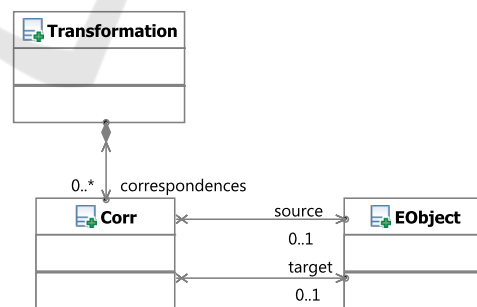 Transformation
0..* correspondences
Corr
source
EObject
0..1
target
0..1